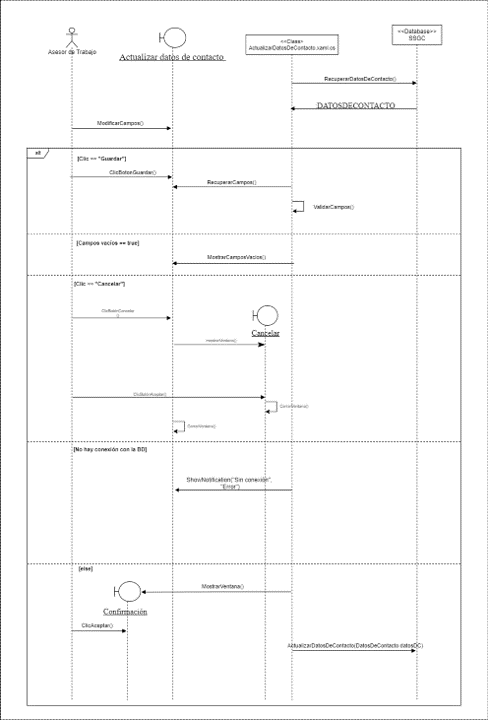 Asesor de Trabajo
Actualizar datos de contacto
<<Clase>>
ActualizarDatosDeContacto.xaml.cs
<<Database>>
SSGC
RecuperarDatosDeContacto()
DATOSDECONTACTO
ModificarCampos()
alt
[Clic == "Guardar"]
ClicBotonGuardar()
RecuperarCampos()
ValidarCampos()
[Campos vacíos == true]
MostrarCamposVacios()
[Clic == "Cancelar"]
ClicBotonCancelar
()
Cancelar
mostrarVentana()
ClicBotonAceptar()
CerrarVentana()
CerrarVentana()
[No hay conexión con la BD]
ShowNotification("Sin conexión",
"Error")
[else]
MostrarVentana()
Confirmación
ClicAceptar()
ActualizarDatosDeContacto(DatosDeContacto datosDC)